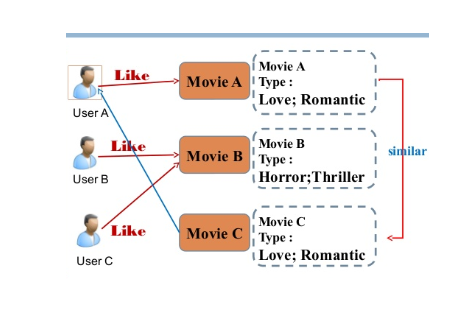 Like
Movie A
Movie A
Type :
Love; Romantic
User A
Like
Movie B
Movie B
Type :
Horror;Thriller
similar
User B
Like
Movie C
Movie C
Type :
Love; Romantic
User C